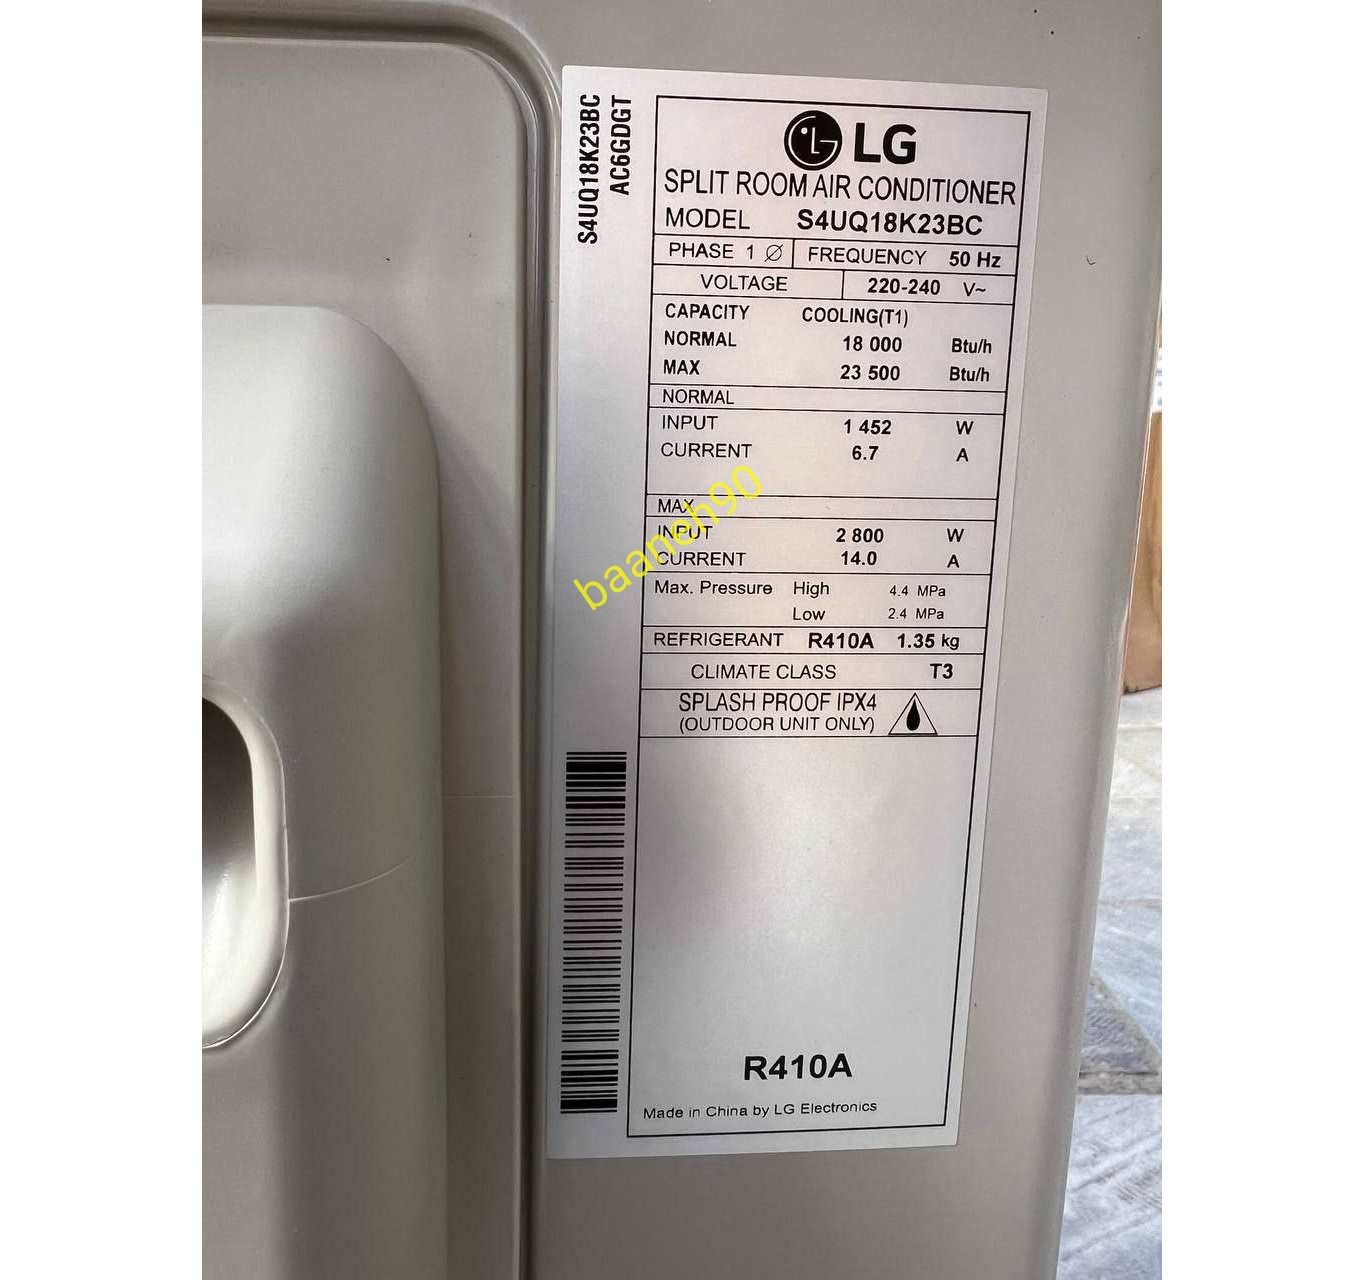 S4UQ18K23BC
AC6GDGT
LG
SPLIT ROOM AIR CONDITIONER
MODEL S4UQ18K23BC
PHASE 1 Ø FREQUENCY 50 Hz
VOLTAGE 220-240 V~
CAPACITY COOLING(T1)
NORMAL 18 000 Btu/h
MAX 23 500 Btu/h
NORMAL
INPUT 1 452 W
CURRENT 6.7 A
MAX
INPUT 2 800 W
CURRENT 14.0 A
Max. Pressure High 4.4 MPa
Low 2.4 MPa
REFRIGERANT R410A 1.35 kg
CLIMATE CLASS T3
SPLASH PROOF IPX4
(OUTDOOR UNIT ONLY)
R410A
Made in China by LG Electronics
baaneh90